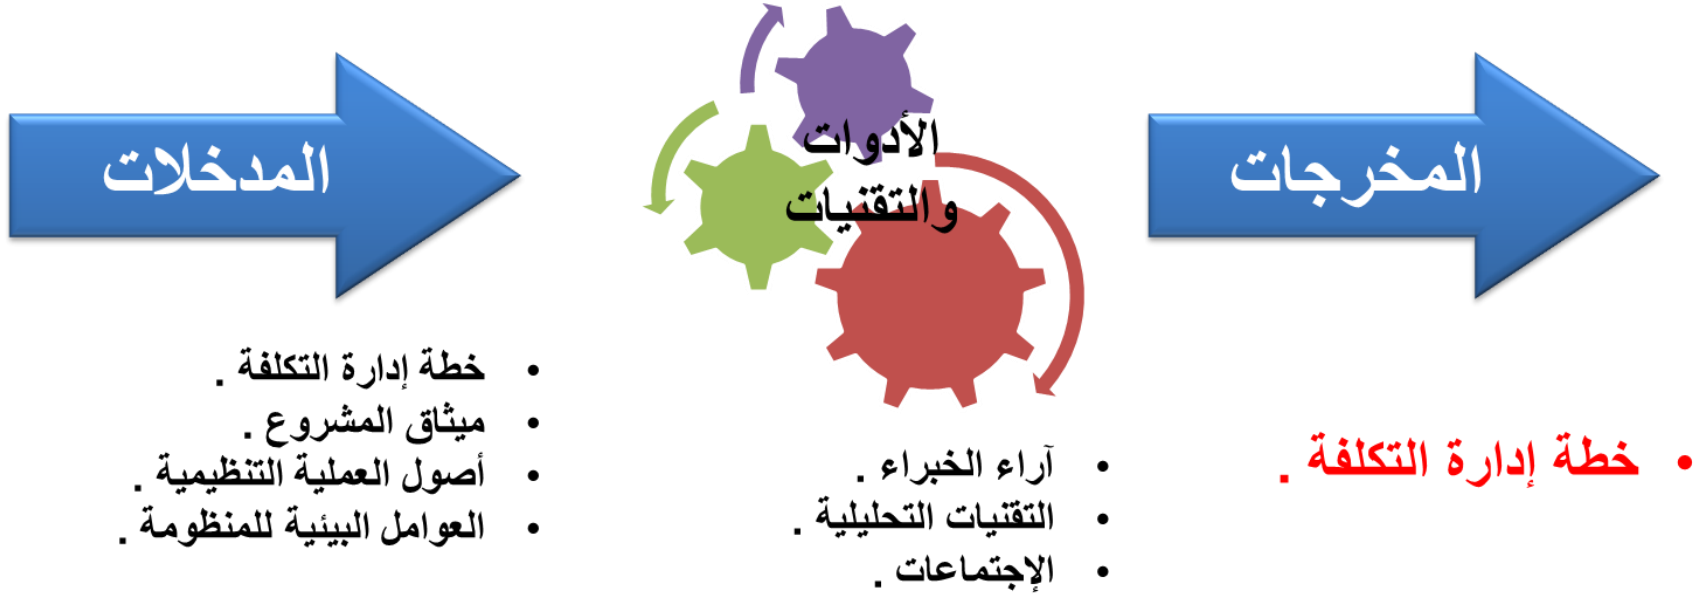 المدخلات
الأدوات
والتقنيات
المخرجات
• خطة إدارة التكلفة .
• ميثاق المشروع .
• أصول العملية التنظيمية .
• العوامل البيئية للمنظومة .
• آراء الخبراء .
• التقنيات التحليلية .
• الإجتماعات .
• خطة إدارة التكلفة .